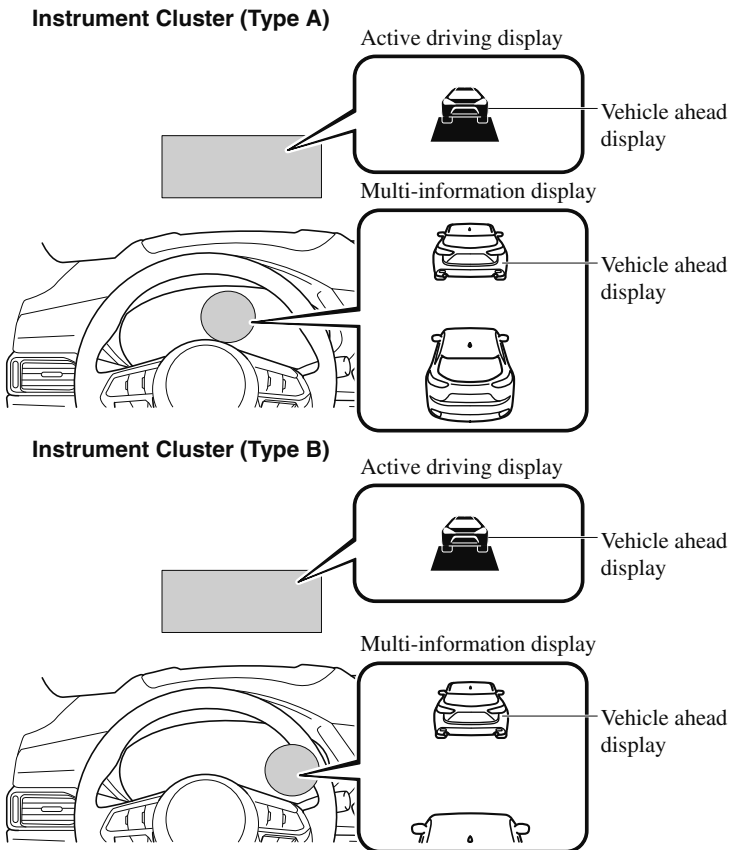 Instrument Cluster (Type A)
Active driving display
Vehicle ahead
display
Multi-information display
Vehicle ahead
display
Instrument Cluster (Type B)
Active driving display
Vehicle ahead
display
Multi-information display
Vehicle ahead
display